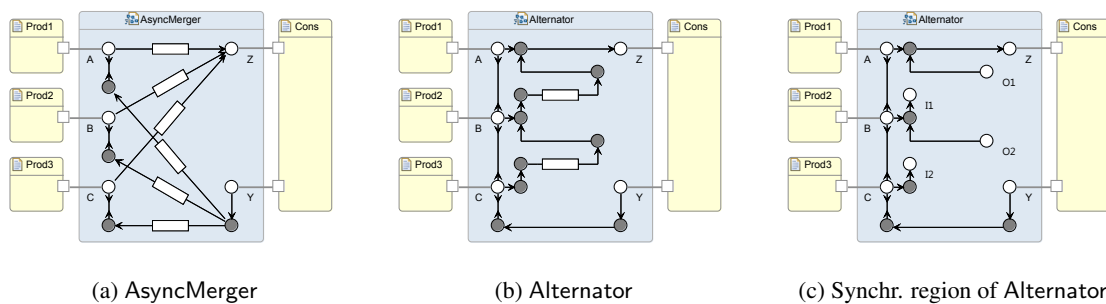 Prod1
AsyncMerger
Cons
A
Z
Prod2
B
Prod3
C
Y
(a) AsyncMerger
Prod1
Alternator
Cons
A
Z
Prod2
B
Prod3
C
Y
(b) Alternator
Prod1
Alternator
Cons
A
Z
O1
Prod2
I1
B
O2
Prod3
I2
C
Y
(c) Synchr. region of Alternator